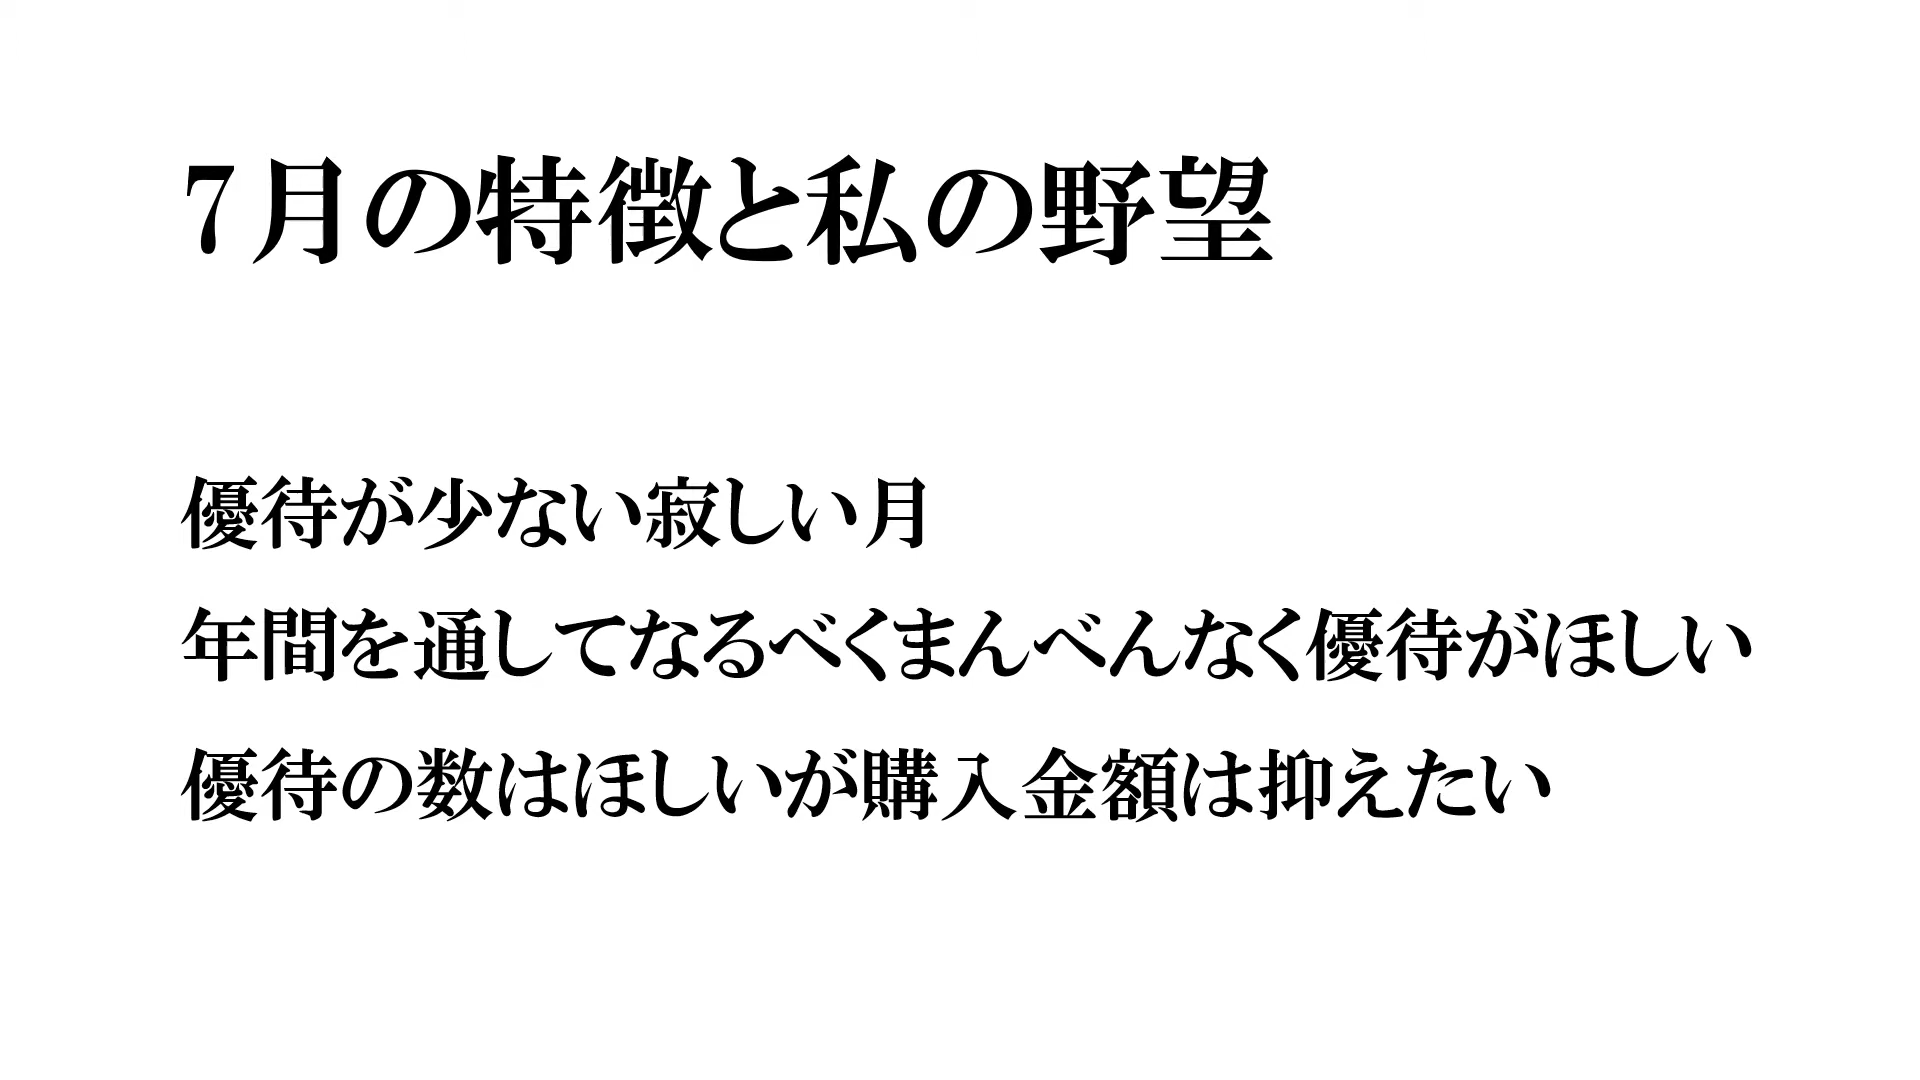 7月の特徴と私の野望
優待が少ない寂しい月
年間を通してなるべくまんべんなく優待がほしい
優待の数はほしいが購入金額は抑えたい